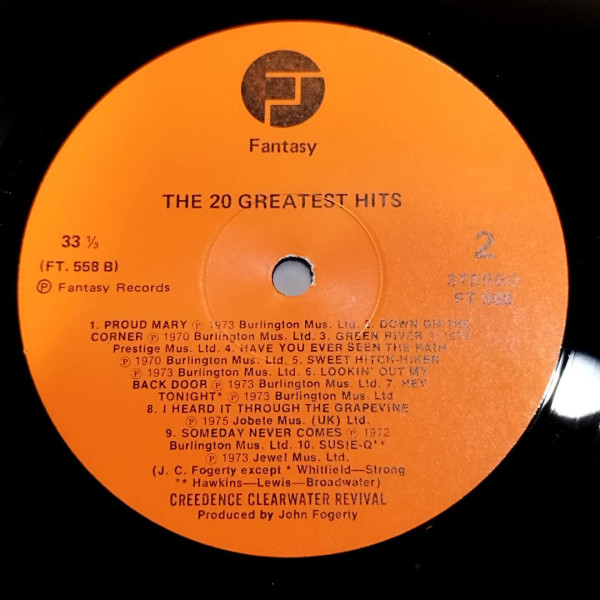 Fantasy
THE 20 GREATEST HITS
33 ⅓
2
(FT. 558 B)
STEREO
℗ Fantasy Records
FT 558
1. PROUD MARY ℗ 1973 Burlington Mus. Ltd. 2. DOWN ON THE
CORNER ℗ 1970 Burlington Mus. Ltd. 3. GREEN RIVER ℗
Prestige Mus. Ltd. 4. HAVE YOU EVER SEEN THE RAIN
℗ 1970 Burlington Mus. Ltd. 5. SWEET HITCH-HIKER
℗ 1973 Burlington Mus. Ltd. 6. LOOKIN' OUT MY
BACK DOOR ℗ 1973 Burlington Mus. Ltd. 7. HEY
TONIGHT* ℗ 1973 Burlington Mus. Ltd
8. I HEARD IT THROUGH THE GRAPEVINE
℗ 1975 Jobete Mus. (UK) Ltd.
9. SOMEDAY NEVER COMES ℗ 1972
Burlington Mus. Ltd. 10. SUSIE-Q**
℗ 1973 Jewel Mus. Ltd.
(J. C. Fogerty except * Whitfield—Strong
** Hawkins—Lewis—Broadwater)
CREEDENCE CLEARWATER REVIVAL
Produced by John Fogerty